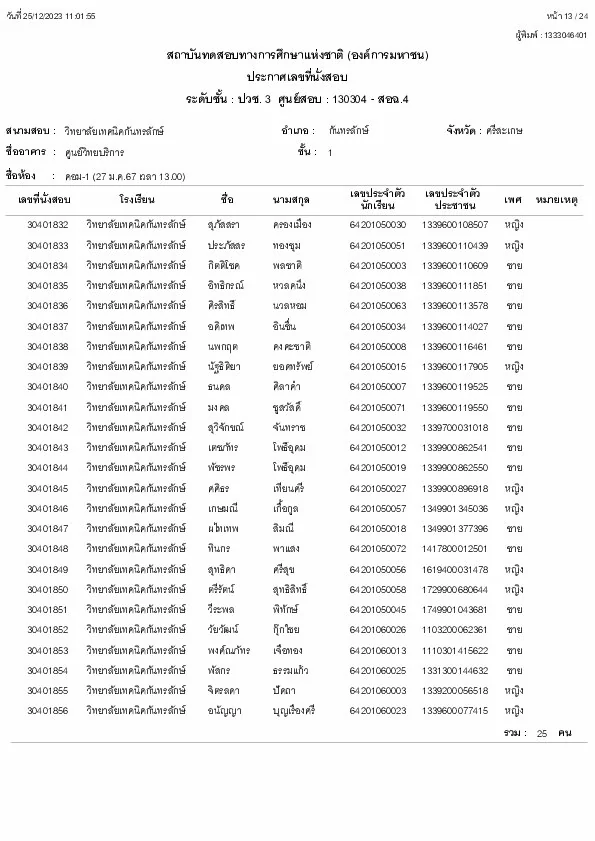 วันที่ 25/12/2023 11:01:55 หน้า 13 / 24
ผู้พิมพ์ : 1333046401
สถาบันทดสอบทางการศึกษาแห่งชาติ (องค์การมหาชน)
ประกาศเลขที่นั่งสอบ
ระดับชั้น : ปวช. 3 ศูนย์สอบ : 130304 - สอฉ.4
สนามสอบ : วิทยาลัยเทคนิคกันทรลักษ์ อำเภอ : กันทรลักษ์ จังหวัด : ศรีสะเกษ
ชื่ออาคาร : ศูนย์วิทยบริการ ชั้น : 1
ชื่อห้อง : คอม-1 (27 ม.ค.67 เวลา 13.00)
เลขที่นั่งสอบ โรงเรียน ชื่อ นามสกุล เลขประจำตัวนักเรียน เลขประจำตัวประชาชน เพศ หมายเหตุ
30401832 วิทยาลัยเทคนิคกันทรลักษ์ สุภัสสรา ครองเมือง 64201050030 1339600108507 หญิง
30401833 วิทยาลัยเทคนิคกันทรลักษ์ ประภัสสร ทองชุม 64201050051 1339600110439 หญิง
30401834 วิทยาลัยเทคนิคกันทรลักษ์ กิตติโชค พลชาติ 64201050003 1339600110609 ชาย
30401835 วิทยาลัยเทคนิคกันทรลักษ์ อิทธิกรณ์ หวลคนึง 64201050038 1339600111851 ชาย
30401836 วิทยาลัยเทคนิคกันทรลักษ์ ศิรสิทธิ์ นวลหอม 64201050063 1339600113578 ชาย
30401837 วิทยาลัยเทคนิคกันทรลักษ์ อดิเทพ อินชื่น 64201050034 1339600114027 ชาย
30401838 วิทยาลัยเทคนิคกันทรลักษ์ นพกฤต คงคะชาติ 64201050008 1339600116461 ชาย
30401839 วิทยาลัยเทคนิคกันทรลักษ์ นัฐธิติยา ยอดทรัพย์ 64201050015 1339600117905 หญิง
30401840 วิทยาลัยเทคนิคกันทรลักษ์ ธนดล ศิลาคำ 64201050007 1339600119525 ชาย
30401841 วิทยาลัยเทคนิคกันทรลักษ์ มงคล ชูสวัสดิ์ 64201050071 1339600119550 ชาย
30401842 วิทยาลัยเทคนิคกันทรลักษ์ สุวิจักขณ์ จันทราช 64201050032 1339700031018 ชาย
30401843 วิทยาลัยเทคนิคกันทรลักษ์ เตชภัทร โพธิ์อุดม 64201050012 1339900862541 ชาย
30401844 วิทยาลัยเทคนิคกันทรลักษ์ พัชรพร โพธิ์อุดม 64201050019 1339900862550 ชาย
30401845 วิทยาลัยเทคนิคกันทรลักษ์ ศศิธร เทียนศรี 64201050027 1339900896918 หญิง
30401846 วิทยาลัยเทคนิคกันทรลักษ์ เกษมณี เกื้อกูล 64201050057 1349901345036 หญิง
30401847 วิทยาลัยเทคนิคกันทรลักษ์ ผไทเทพ สิมณี 64201050018 1349901377396 ชาย
30401848 วิทยาลัยเทคนิคกันทรลักษ์ ทินกร พาแสง 64201050072 1417800012501 ชาย
30401849 วิทยาลัยเทคนิคกันทรลักษ์ สุทธิดา ศรีสุข 64201050056 1619400031478 หญิง
30401850 วิทยาลัยเทคนิคกันทรลักษ์ ตรีรัตน์ สุทธิสิทธิ์ 64201050058 1729900680644 หญิง
30401851 วิทยาลัยเทคนิคกันทรลักษ์ วีระพล พิทักษ์ 64201050045 1749901043681 ชาย
30401852 วิทยาลัยเทคนิคกันทรลักษ์ วัยวัฒน์ กุ๊กไชย 64201060026 1103200062361 ชาย
30401853 วิทยาลัยเทคนิคกันทรลักษ์ พงศ์ณภัทร เจือทอง 64201060013 1110301415622 ชาย
30401854 วิทยาลัยเทคนิคกันทรลักษ์ พัสกร ธรรมแก้ว 64201060025 1331300144632 ชาย
30401855 วิทยาลัยเทคนิคกันทรลักษ์ จิตรลดา ปัดถา 64201060003 1339200056518 หญิง
30401856 วิทยาลัยเทคนิคกันทรลักษ์ อนัญญา บุญเรืองศรี 64201060023 1339600077415 หญิง
รวม : 25 คน